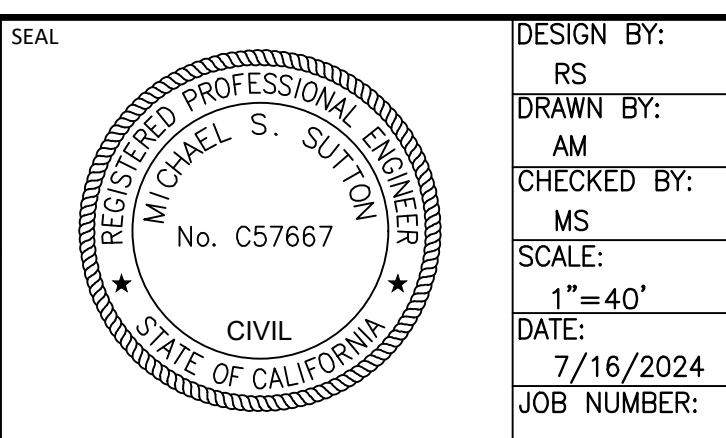 SEAL
REGISTERED PROFESSIONAL ENGINEER
MICHAEL S. SUTTON
No. C57667
CIVIL
STATE OF CALIFORNIA
DESIGN BY:
RS
DRAWN BY:
AM
CHECKED BY:
MS
SCALE:
1"=40'
DATE:
7/16/2024
JOB NUMBER: